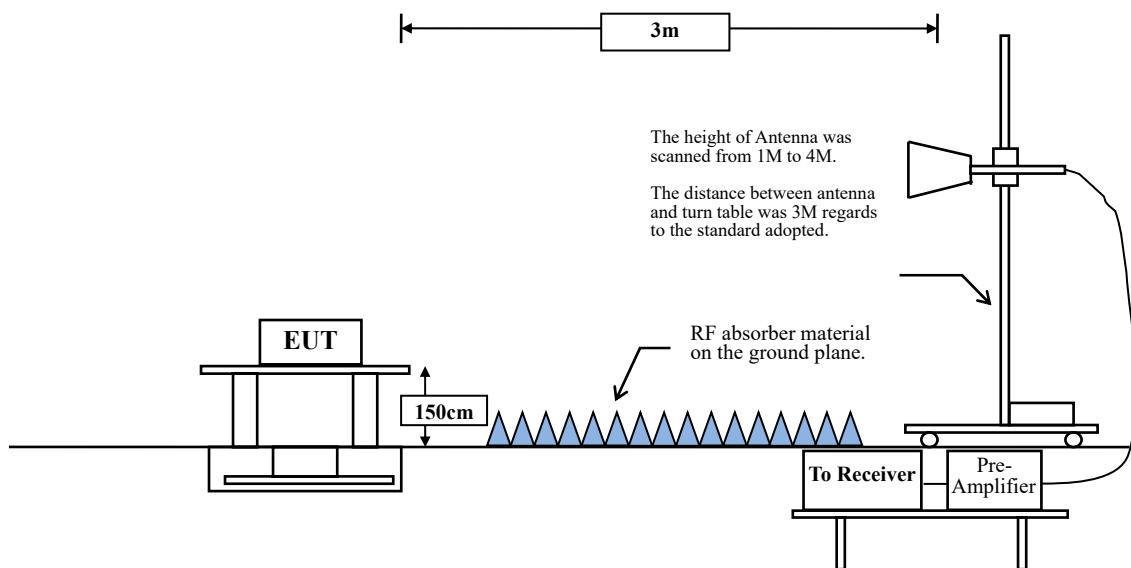 3m
The height of Antenna was
scanned from 1M to 4M.
The distance between antenna
and turn table was 3M regards
to the standard adopted.
EUT
RF absorber material
on the ground plane.
150cm
To Receiver
Pre-
Amplifier